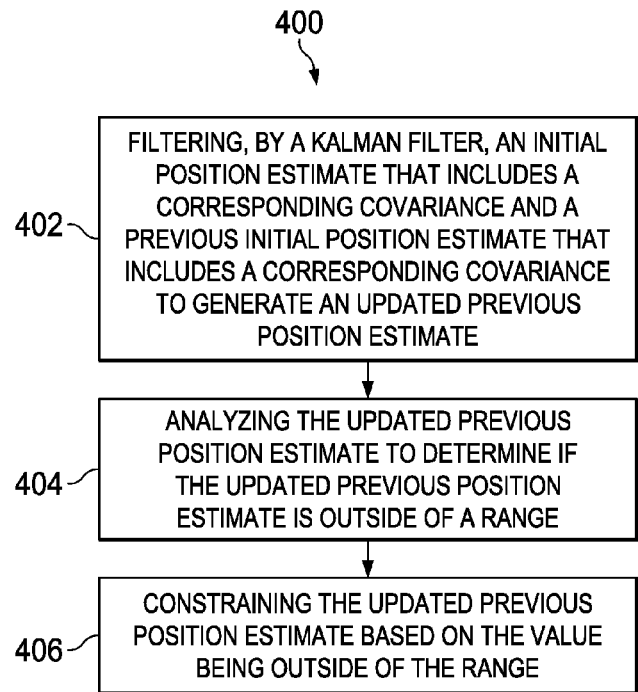 400
402
FILTERING, BY A KALMAN FILTER, AN INITIAL
POSITION ESTIMATE THAT INCLUDES A
CORRESPONDING COVARIANCE AND A
PREVIOUS INITIAL POSITION ESTIMATE THAT
INCLUDES A CORRESPONDING COVARIANCE
TO GENERATE AN UPDATED PREVIOUS
POSITION ESTIMATE
404
ANALYZING THE UPDATED PREVIOUS
POSITION ESTIMATE TO DETERMINE IF
THE UPDATED PREVIOUS POSITION
ESTIMATE IS OUTSIDE OF A RANGE
406
CONSTRAINING THE UPDATED PREVIOUS
POSITION ESTIMATE BASED ON THE VALUE
BEING OUTSIDE OF THE RANGE